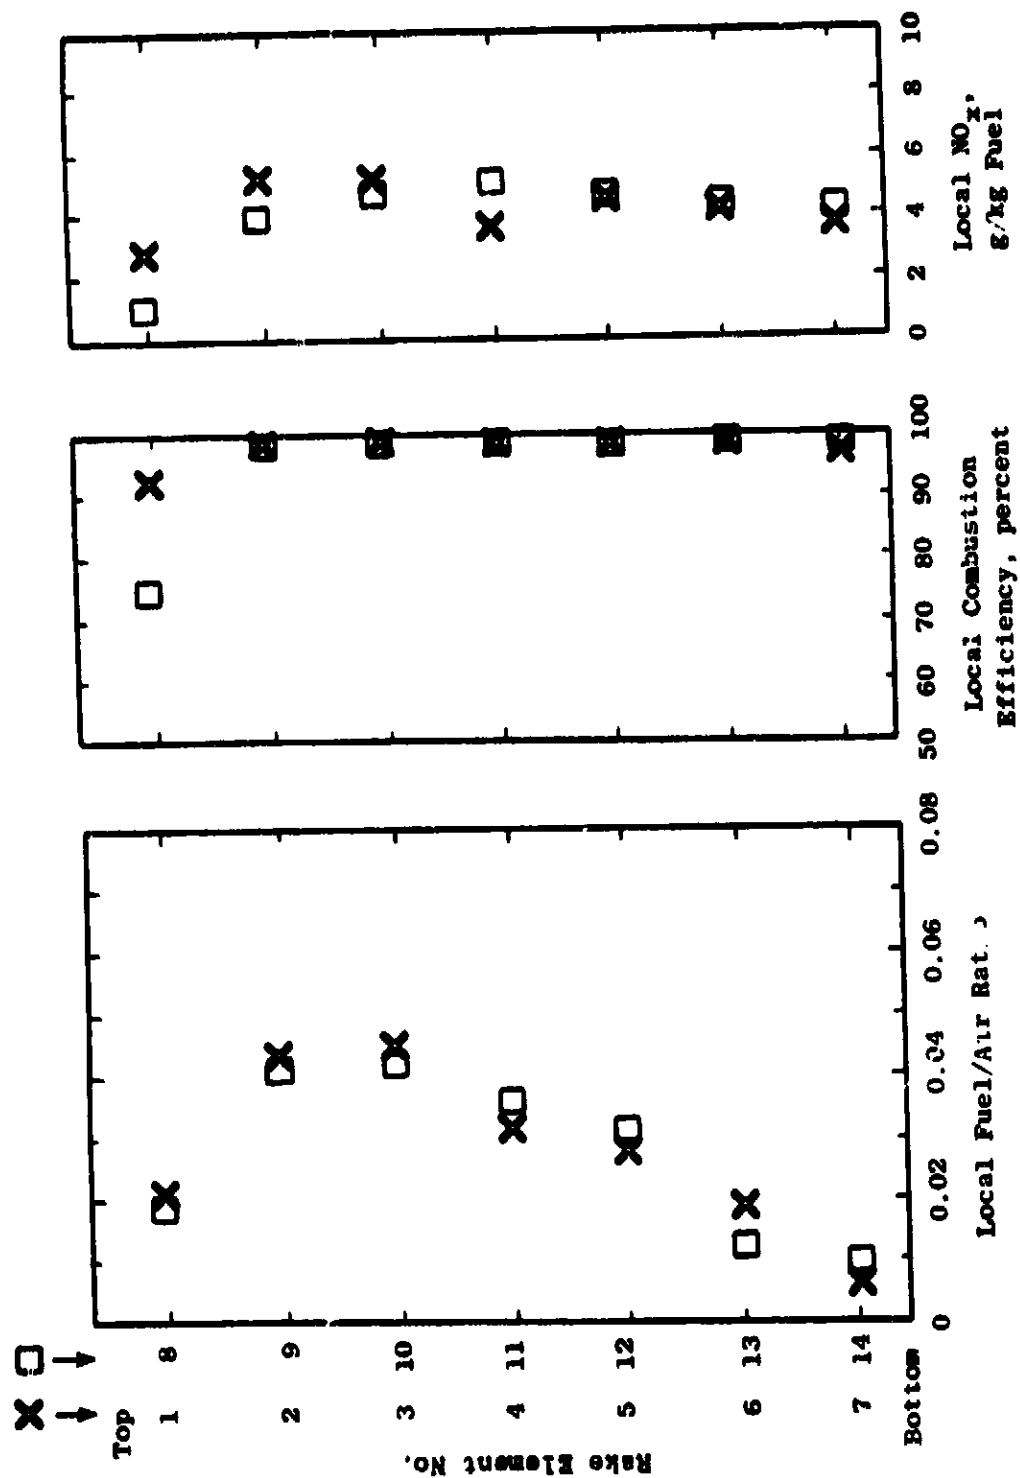 Rake Element No.
Top
1 8
2 9
3 10
4 11
5 12
6 13
7 14
Bottom
0 0.02 0.04 0.06 0.08
Local Fuel/Air
50 60 70 80 90 100
Local Combustion
Efficiency, percent
0 2 4 6 8 10
Local NOx,
g/kg Fuel